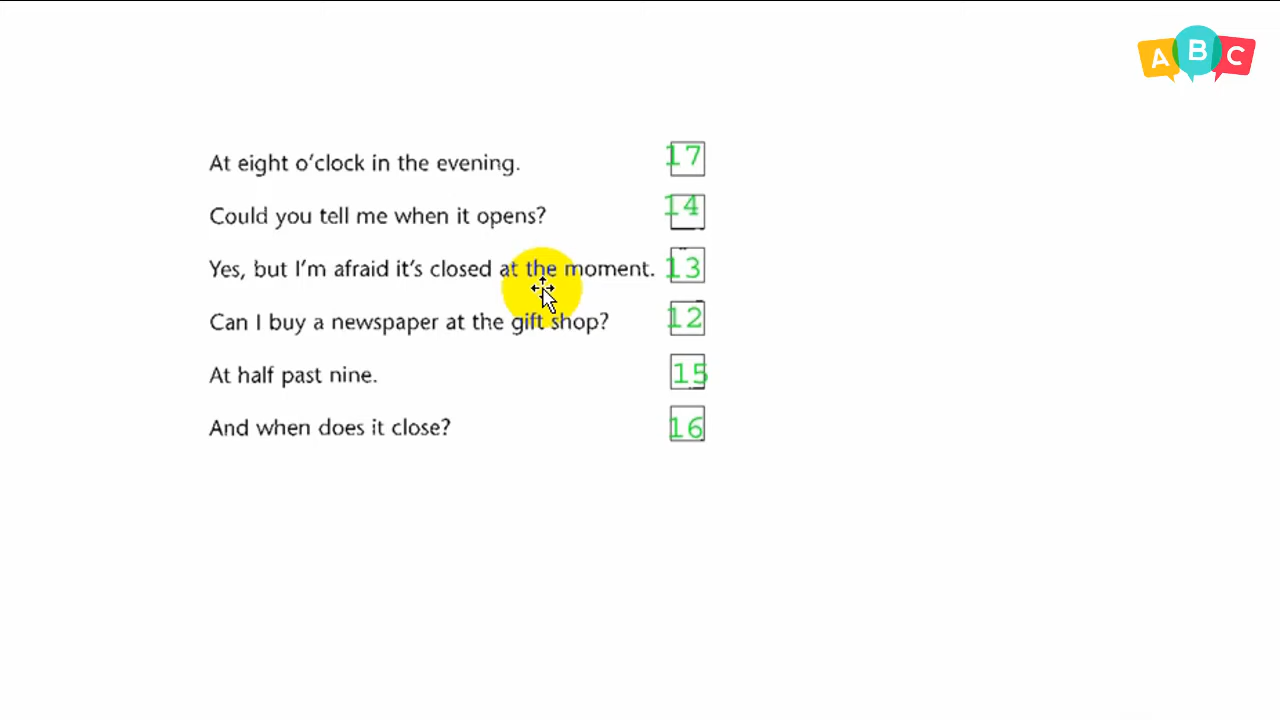 A B C
At eight o'clock in the evening. 17
Could you tell me when it opens? 14
Yes, but I'm afraid it's closed at the moment. 13
Can I buy a newspaper at the gift shop? 12
At half past nine. 15
And when does it close? 16